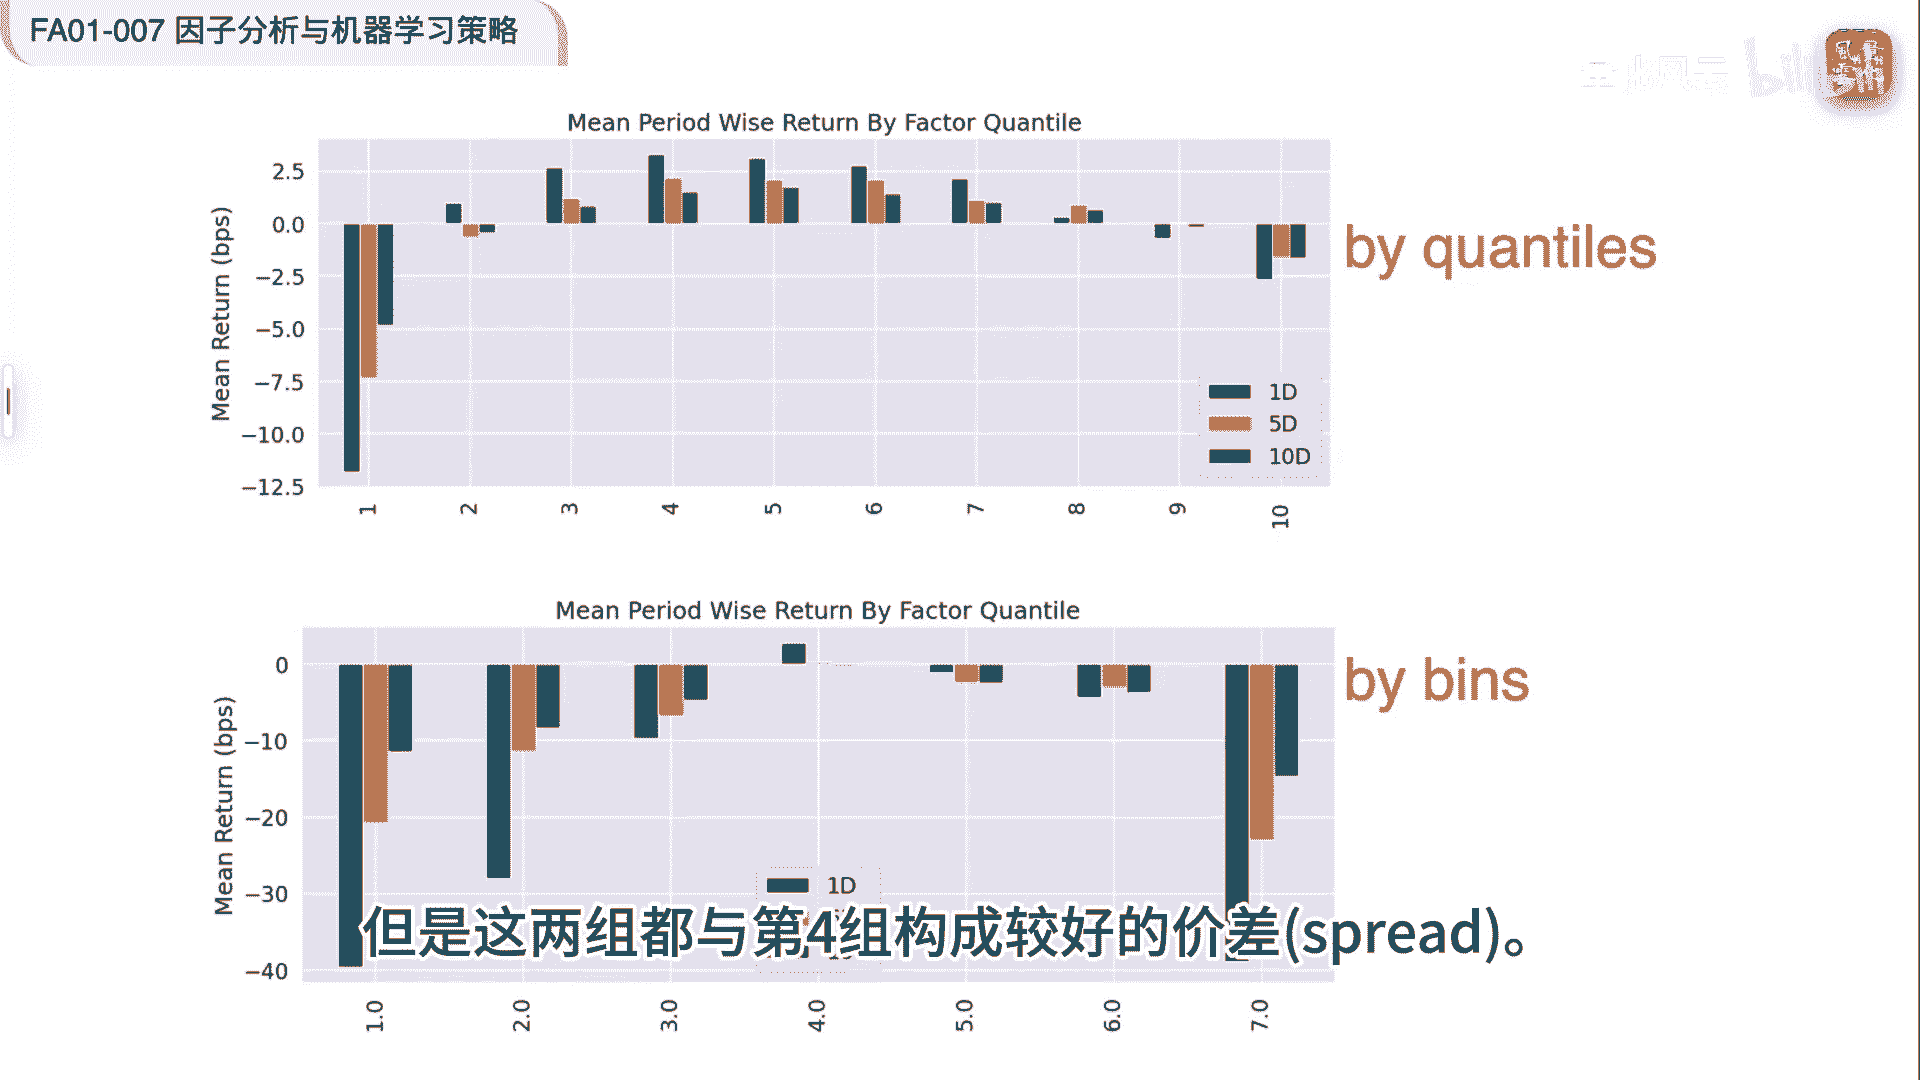 FA01-007 因子分析与机器学习策略
Mean Period Wise Return By Factor Quantile
Mean Return (bps)
2.5
0.0
−2.5
−5.0
−7.5
−10.0
−12.5
1D
5D
10D
1 2 3 4 5 6 7 8 9 10
by quantiles
Mean Period Wise Return By Factor Quantile
Mean Return (bps)
0
−10
−20
−30
−40
1D
1.0 2.0 3.0 4.0 5.0 6.0 7.0
by bins
但是这两组都与第4组构成较好的价差(spread)。